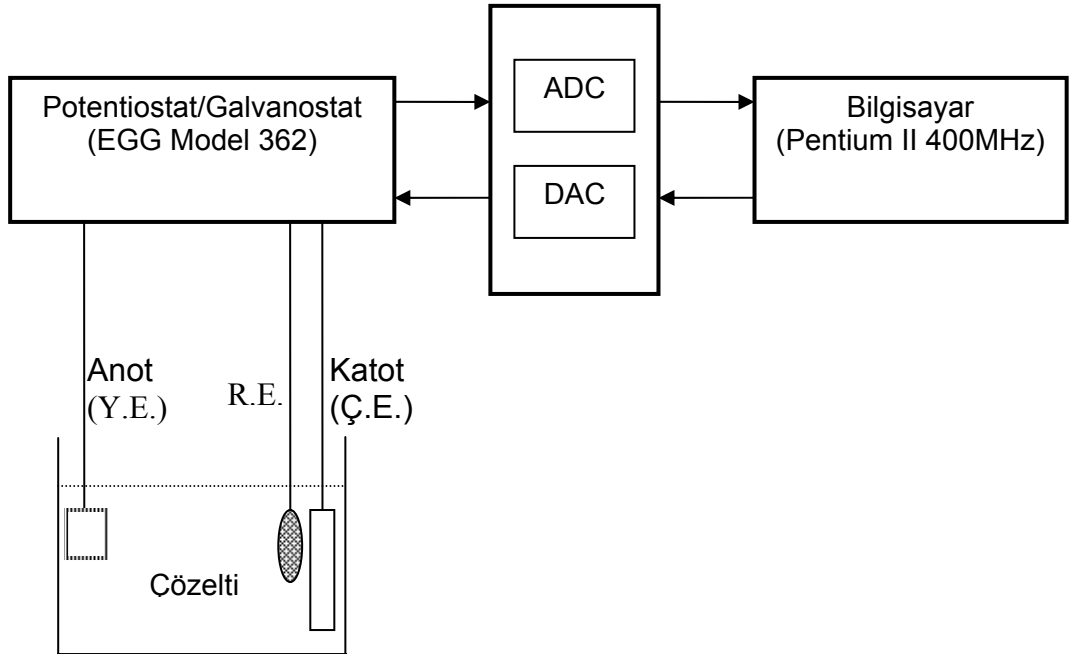 Potentiostat/Galvanostat
(EGG Model 362)
ADC
DAC
Bilgisayar
(Pentium II 400MHz)
Anot
(Y.E.)
R.E.
Katot
(Ç.E.)
Çözelti